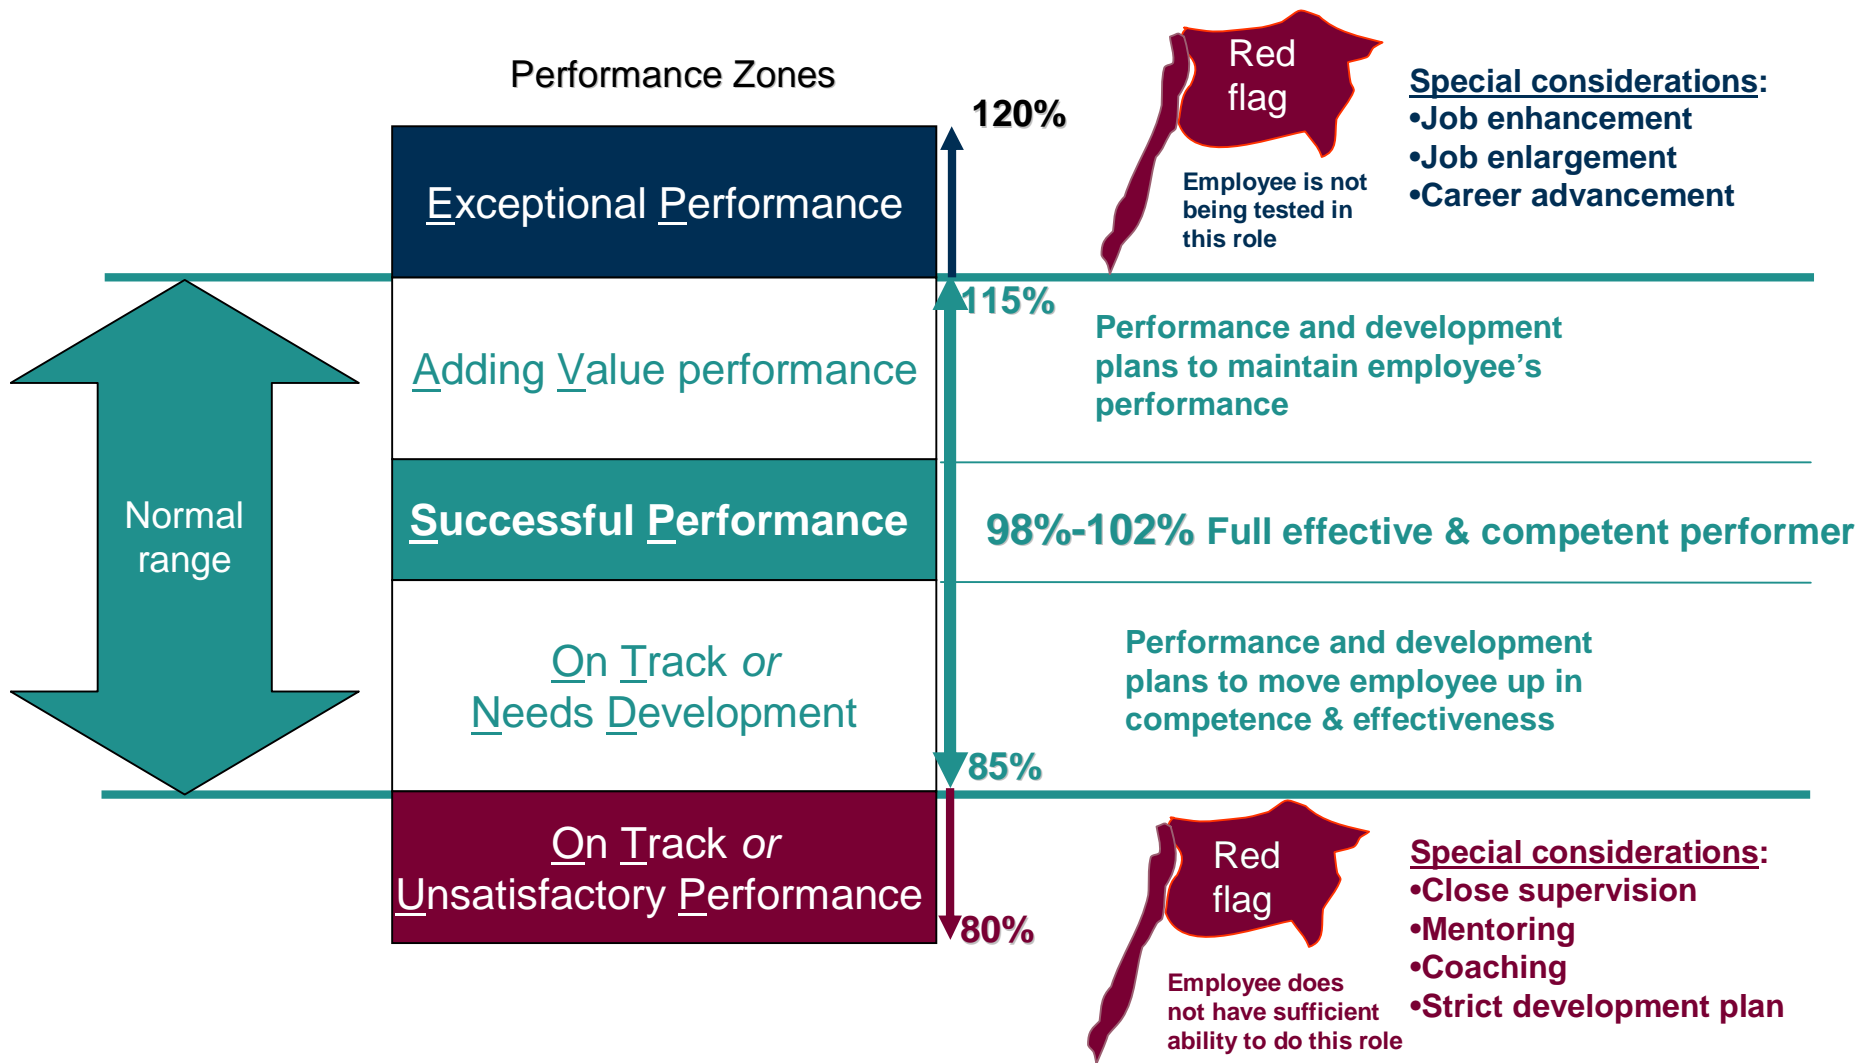 Performance Zones
120%
Exceptional Performance
Red
flag
Employee is not
being tested in
this role
Special considerations:
•Job enhancement
•Job enlargement
•Career advancement
115%
Adding Value performance
Performance and development
plans to maintain employee’s
performance
Normal
range
Successful Performance
98%-102% Full effective & competent performer
On Track or
Needs Development
Performance and development
plans to move employee up in
competence & effectiveness
85%
On Track or
Unsatisfactory Performance
80%
Red
flag
Employee does
not have sufficient
ability to do this role
Special considerations:
•Close supervision
•Mentoring
•Coaching
•Strict development plan